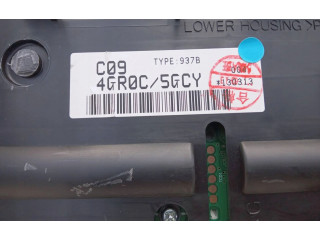 LOWER HOUSING >P
TYPE:937B
C09
4GR0C/5GCY